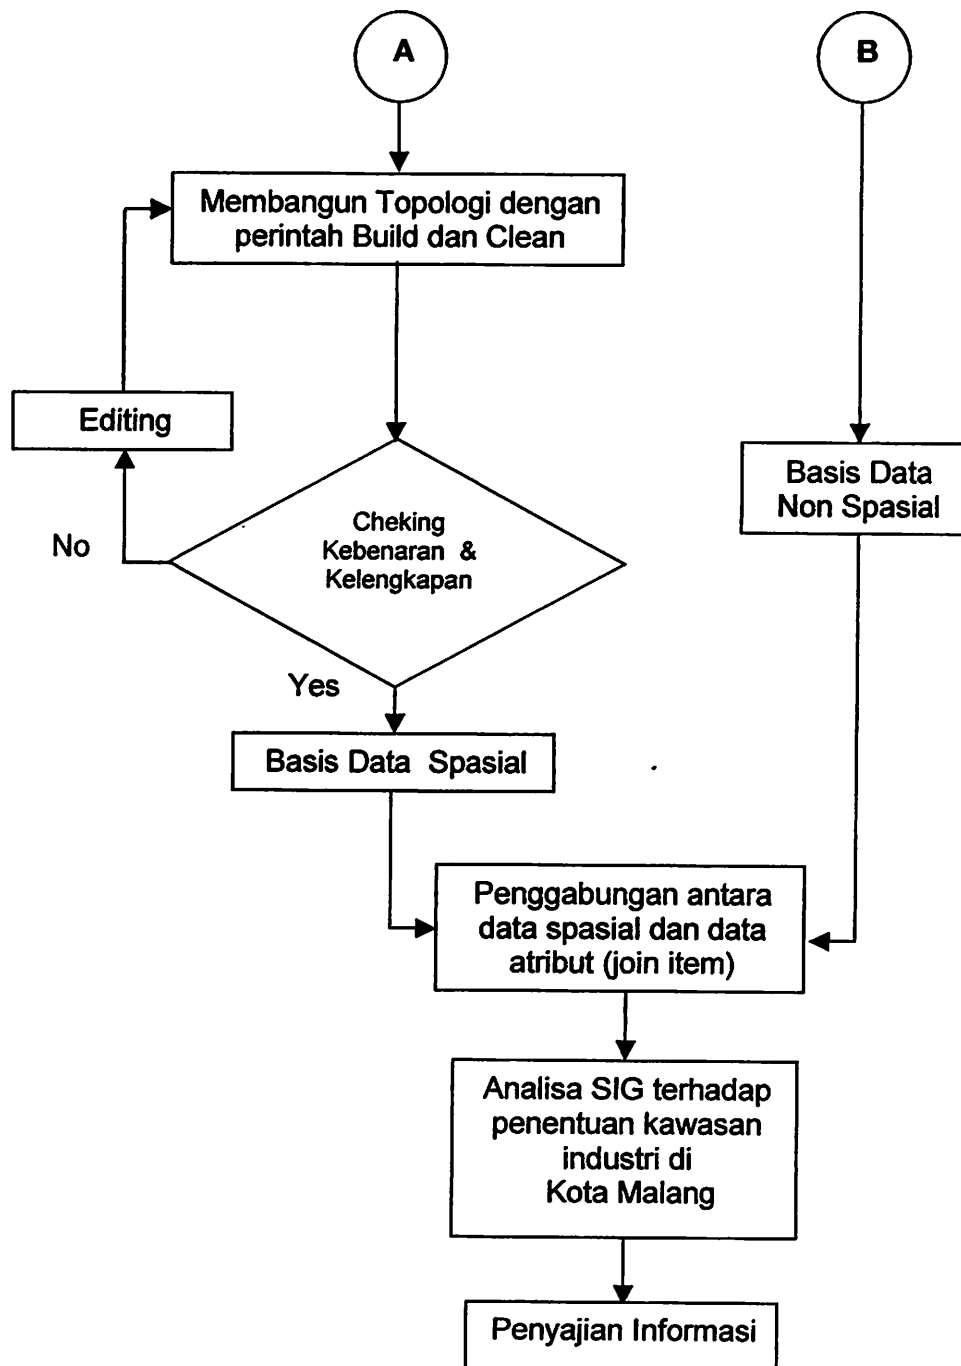 A
B
Membangun Topologi dengan
perintah Build dan Clean
Editing
Basis Data
Non Spasial
Cheking
Kebenaran &
Kelengkapan
No
Yes
Basis Data Spasial
Penggabungan antara
data spasial dan data
atribut (join item)
Analisa SIG terhadap
penentuan kawasan
industri di
Kota Malang
Penyajian Informasi